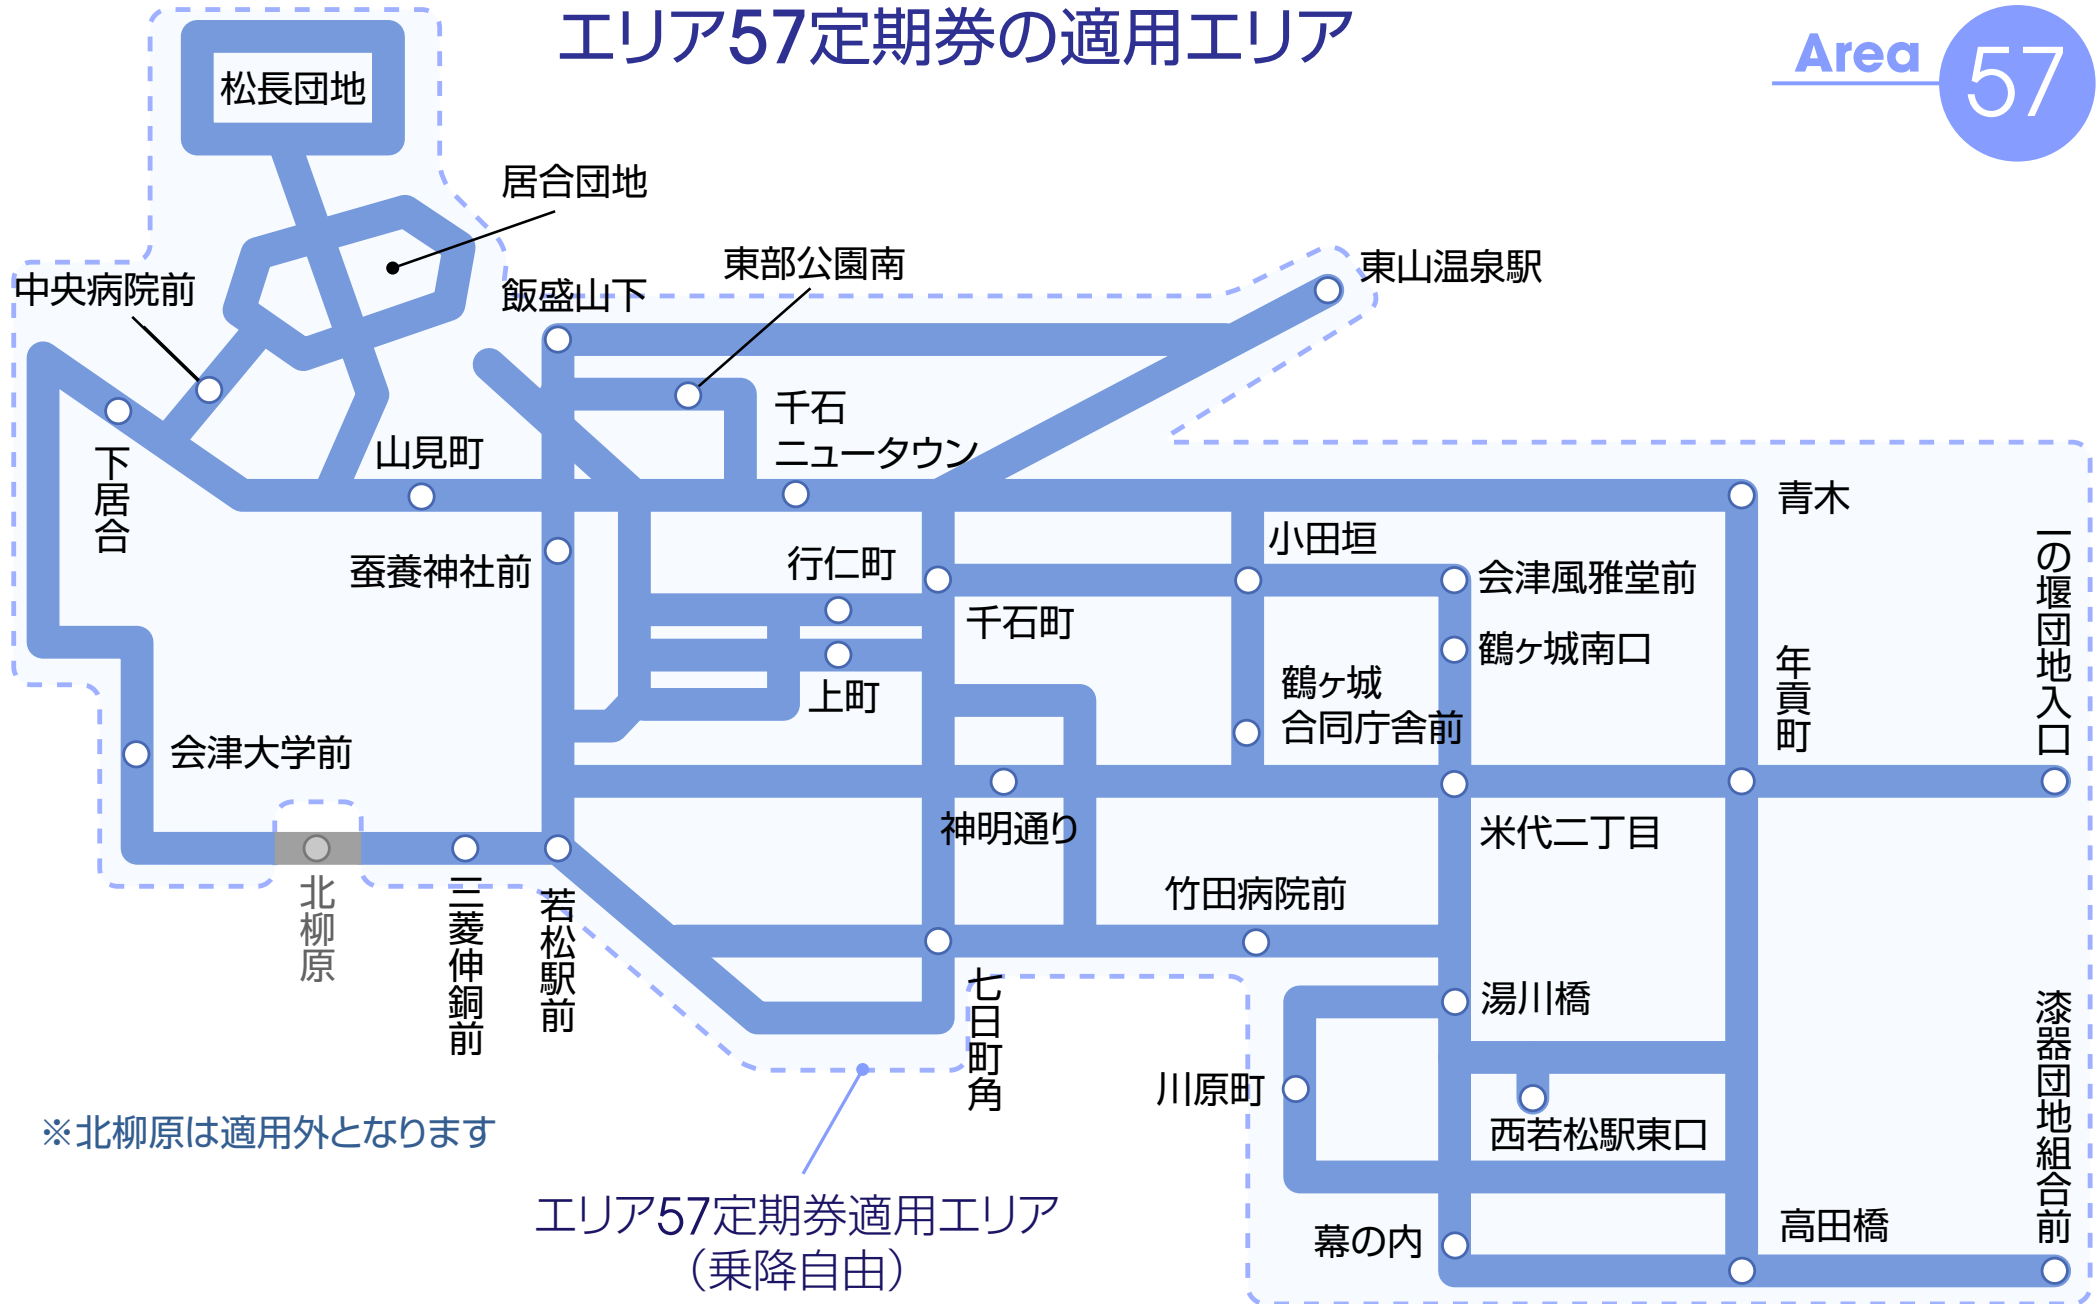 エリア57定期券の適用エリア
Area
57
松長団地
居合団地
中央病院前
飯盛山下
東部公園南
東山温泉駅
千石
ニュータウン
山見町
下居合
青木
小田垣
一の堰団地入口
行仁町
蚕養神社前
会津風雅堂前
千石町
鶴ヶ城南口
年貢町
鶴ヶ城
合同庁舎前
上町
会津大学前
神明通り
米代二丁目
竹田病院前
北柳原
三菱伸銅前
若松駅前
七日町角
湯川橋
漆器団地組合前
川原町
西若松駅東口
※北柳原は適用外となります
エリア57定期券適用エリア
（乗降自由）
幕の内
高田橋